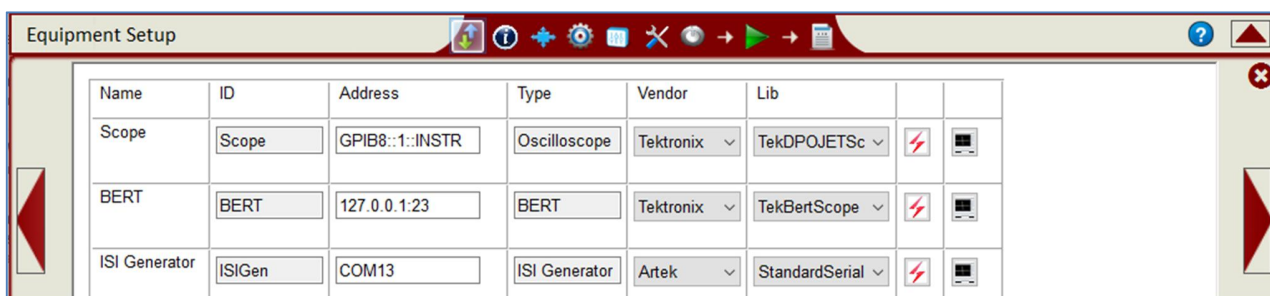 Equipment Setup
Name ID Address Type Vendor Lib
Scope Scope GPIB8::1::INSTR Oscilloscope Tektronix TekDPOJETSc
BERT BERT 127.0.0.1:23 BERT Tektronix TekBertScope
ISI Generator ISIGen COM13 ISI Generator Artek StandardSerial